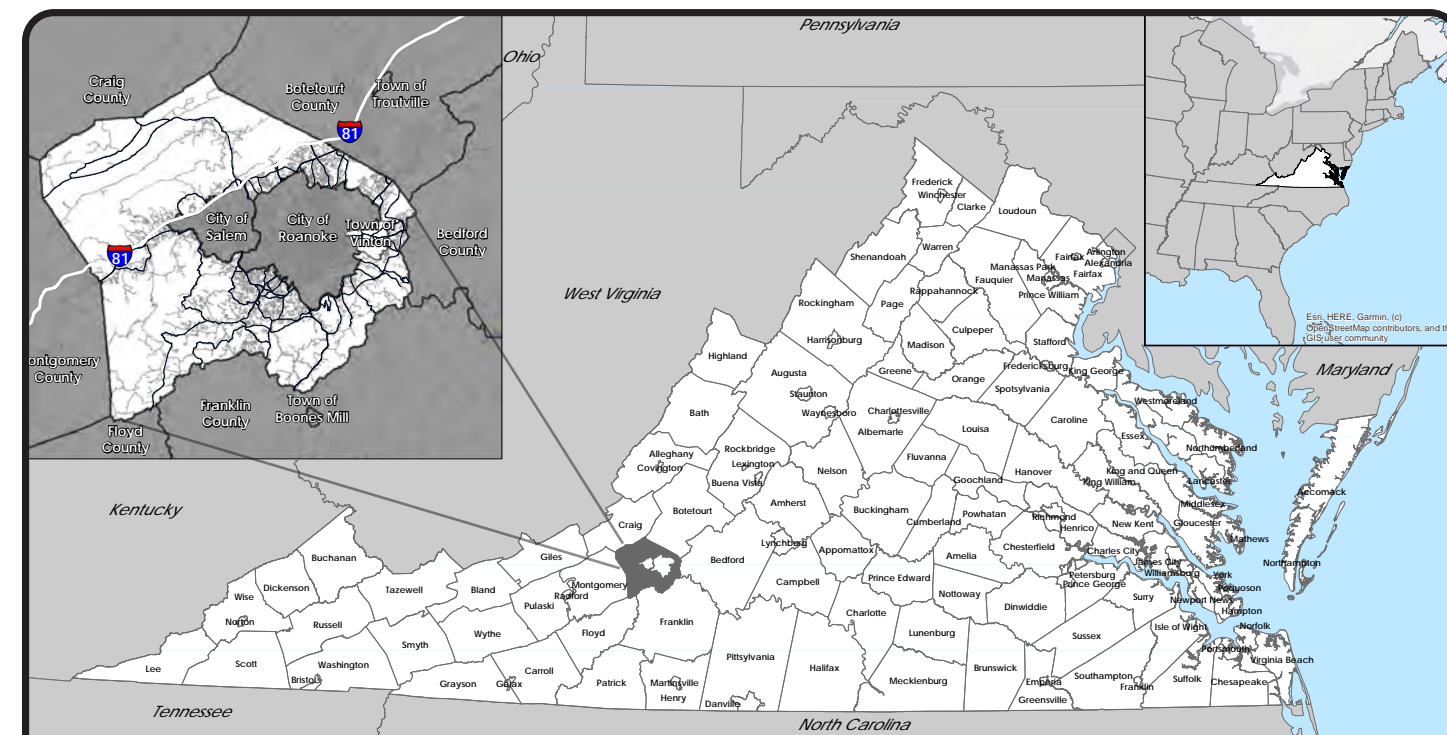 Pennsylvania
Ohio
West Virginia
Kentucky
Tennessee
North Carolina
Maryland
Craig
County
Botetourt
County
Town of
Troutville
81
City of
Salem
City of
Roanoke
Town of
Vinton
Bedford
County
81
ontgomery
County
Franklin
County
Town of
Boones Mill
Floyd
County
Esri, HERE, Garmin, (c)
OpenStreetMap contributors, and th
GIS user community
Frederick
Winchester
Clarke
Loudoun
Warren
Shenandoah
Fairfax
Arlington
Alexandria
Fairfax
Manassas Park
Manassas
Fauquier
Prince William
Rappahannock
Page
Rockingham
Culpeper
Harrisonburg
Madison
Stafford
Highland
Greene
Fredericksburg
King George
Augusta
Orange
Spotsylvania
Staunton
Waynesboro
Westmoreland
Bath
Charlottesville
Albemarle
Louisa
Caroline
Essex
Northumberland
Rockbridge
Alleghany
Covington
Lexington
Nelson
Fluvanna
Hanover
King and Queen
King William
Lancaster
Buena Vista
Goochland
Accomack
Botetourt
Amherst
Buckingham
Middlesex
Craig
Cumberland
Powhatan
Richmond
Henrico
New Kent
Gloucester
Mathews
Lynchburg
Appomattox
Chesterfield
Charles City
James City
Williamsburg
Northampton
Buchanan
Giles
Bedford
Amelia
Petersburg
Prince George
York
Poquoson
Dickenson
Tazewell
Bland
Montgomery
Radford
Pulaski
Campbell
Prince Edward
Nottoway
Surry
Newport News
Hampton
Wise
Norton
Russell
Wythe
Floyd
Franklin
Charlotte
Dinwiddie
Isle of Wight
Norfolk
Smyth
Lunenburg
Sussex
Portsmouth
Virginia Beach
Lee
Scott
Washington
Bristol
Carroll
Pittsylvania
Halifax
Brunswick
Grayson
Galax
Patrick
Martinsville
Henry
Danville
Mecklenburg
Emporia
Greensville
Southampton
Franklin
Suffolk
Chesapeake